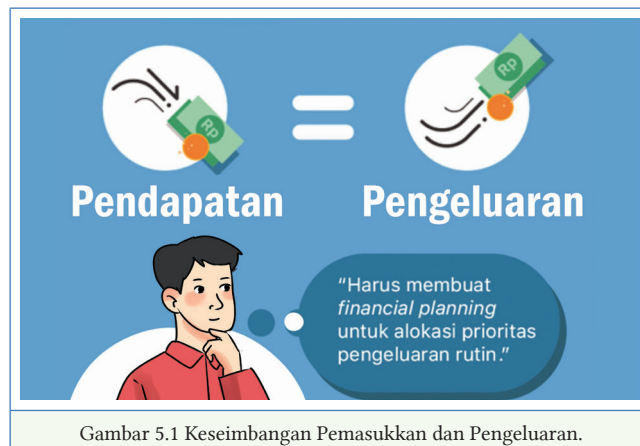 Rp
Rp
=
Pendapatan
Pengeluaran
“Harus membuat
financial planning
untuk alokasi prioritas
pengeluaran rutin.”
Gambar 5.1 Keseimbangan Pemasukkan dan Pengeluaran.